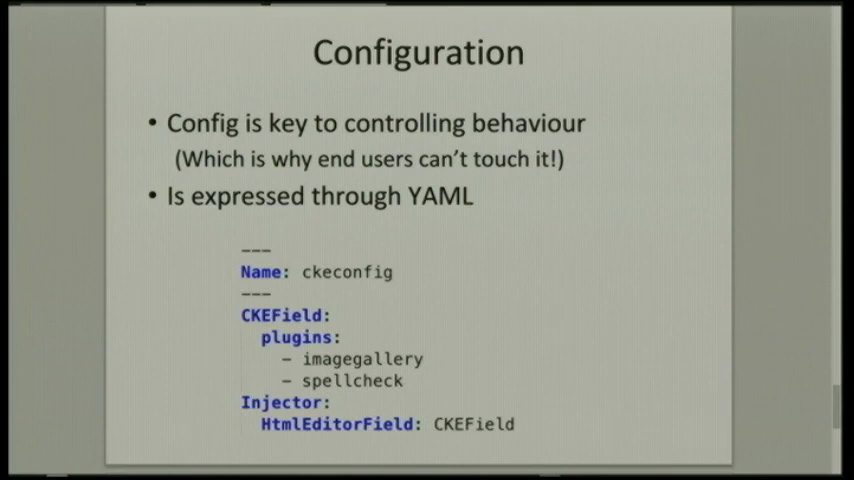 Configuration
• Config is key to controlling behaviour
(Which is why end users can't touch it!)
• Is expressed through YAML
---
Name: ckeconfig
---
CKEField:
plugins:
- imagegallery
- spellcheck
Injector:
HtmlEditorField: CKEField